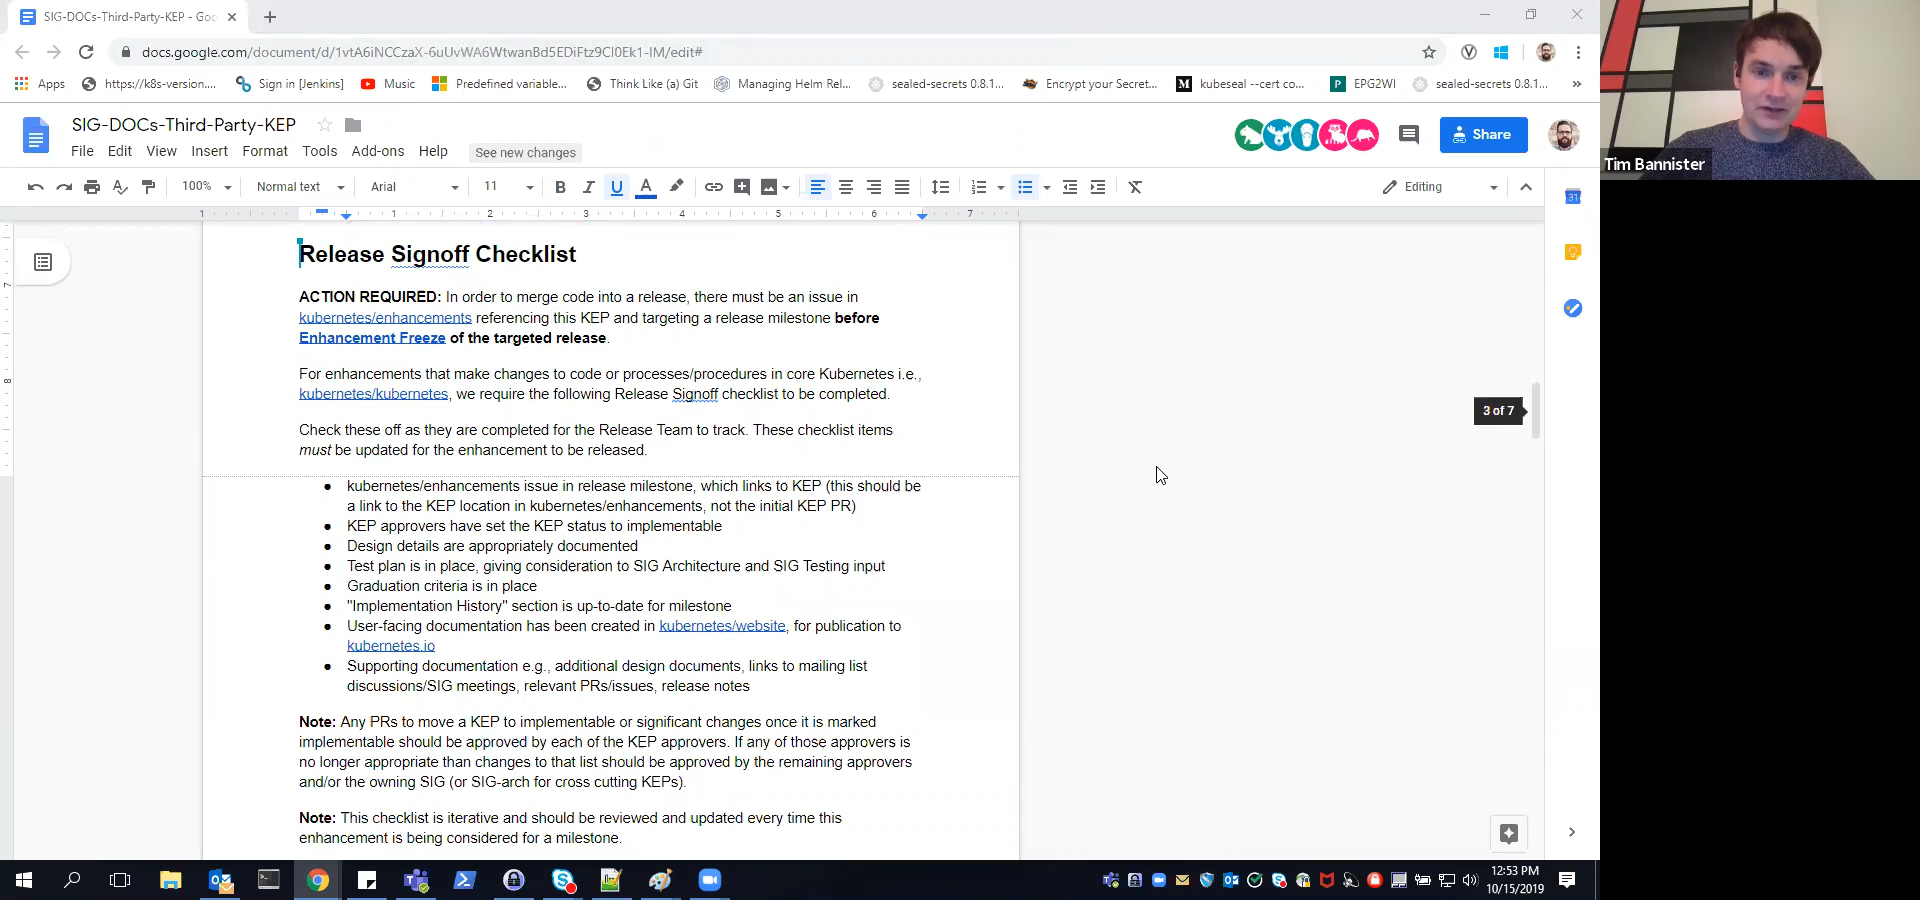 SIG-DOCs-Third-Party-KEP - Goo
docs.google.com/document/d/1vtA6iNCCzaX-6uUvWA6WtwanBd5EDiFtz9Cl0Ek1-IM/edit#
Apps
https://k8s-version....
Sign in [Jenkins]
Music
Predefined variable...
Think Like (a) Git
Managing Helm Rel...
sealed-secrets 0.8.1...
Encrypt your Secret...
kubeseal --cert co...
EPG2WI
sealed-secrets 0.8.1...
SIG-DOCs-Third-Party-KEP
File Edit View Insert Format Tools Add-ons Help
See new changes
Share
Tim Bannister
100% Normal text Arial 11
Editing
1 1 2 3 4 5 6 7
Release Signoff Checklist
ACTION REQUIRED: In order to merge code into a release, there must be an issue in
kubernetes/enhancements referencing this KEP and targeting a release milestone before
Enhancement Freeze of the targeted release.
For enhancements that make changes to code or processes/procedures in core Kubernetes i.e.,
kubernetes/kubernetes, we require the following Release Signoff checklist to be completed.
3 of 7
Check these off as they are completed for the Release Team to track. These checklist items
must be updated for the enhancement to be released.
● kubernetes/enhancements issue in release milestone, which links to KEP (this should be
a link to the KEP location in kubernetes/enhancements, not the initial KEP PR)
● KEP approvers have set the KEP status to implementable
● Design details are appropriately documented
● Test plan is in place, giving consideration to SIG Architecture and SIG Testing input
● Graduation criteria is in place
● "Implementation History" section is up-to-date for milestone
● User-facing documentation has been created in kubernetes/website, for publication to
kubernetes.io
● Supporting documentation e.g., additional design documents, links to mailing list
discussions/SIG meetings, relevant PRs/issues, release notes
Note: Any PRs to move a KEP to implementable or significant changes once it is marked
implementable should be approved by each of the KEP approvers. If any of those approvers is
no longer appropriate than changes to that list should be approved by the remaining approvers
and/or the owning SIG (or SIG-arch for cross cutting KEPs).
Note: This checklist is iterative and should be reviewed and updated every time this
enhancement is being considered for a milestone.
12:53 PM
10/15/2019